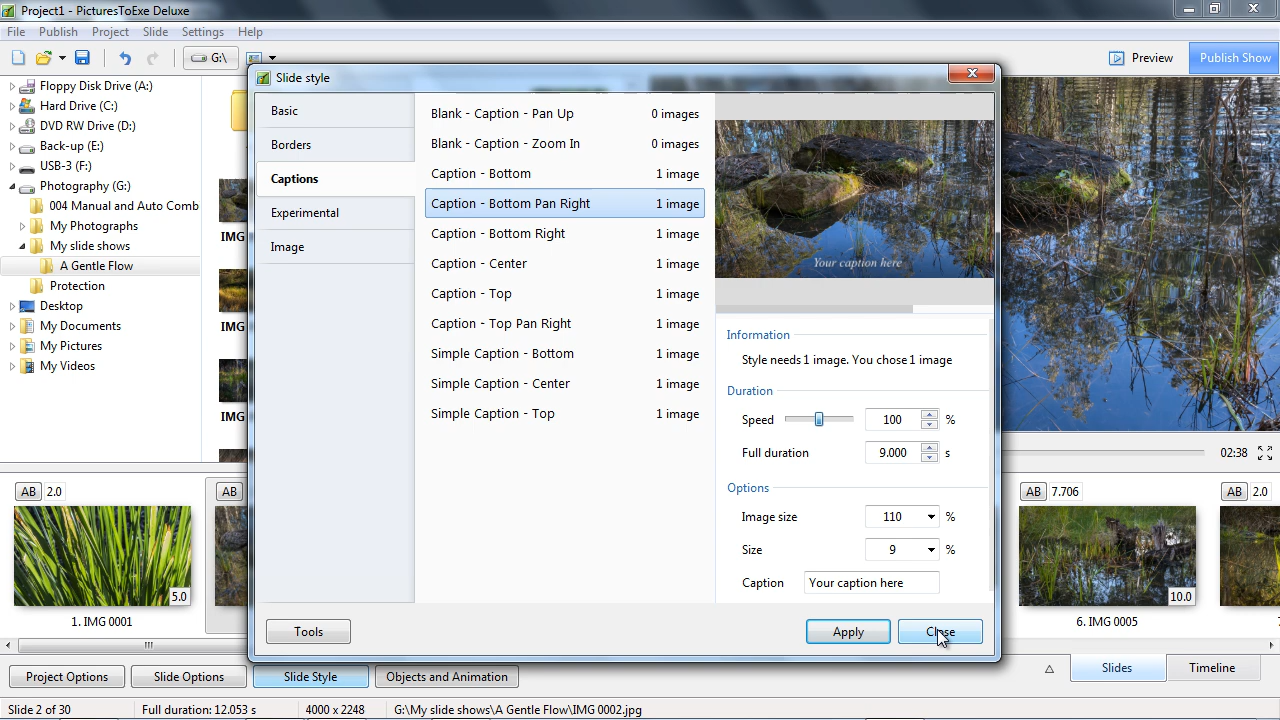 Project1 - PicturesToExe Deluxe
File Publish Project Slide Settings Help
G:\
Preview
Publish Show
Floppy Disk Drive (A:)
Hard Drive (C:)
DVD RW Drive (D:)
Back-up (E:)
USB-3 (F:)
Photography (G:)
004 Manual and Auto Comb
My Photographs
My slide shows
A Gentle Flow
Protection
Desktop
My Documents
My Pictures
My Videos
IMG
IMG
IMG
Slide style
Basic
Borders
Captions
Experimental
Image
Blank - Caption - Pan Up 0 images
Blank - Caption - Zoom In 0 images
Caption - Bottom 1 image
Caption - Bottom Pan Right 1 image
Caption - Bottom Right 1 image
Caption - Center 1 image
Caption - Top 1 image
Caption - Top Pan Right 1 image
Simple Caption - Bottom 1 image
Simple Caption - Center 1 image
Simple Caption - Top 1 image
Your caption here
Information
Style needs 1 image. You chose 1 image
Duration
Speed 100 %
Full duration 9.000 s
Options
Image size 110 %
Size 9 %
Caption Your caption here
Tools
Apply
Close
02:38
AB 2.0
5.0
1. IMG 0001
AB
AB 7.706
10.0
6. IMG 0005
AB 2.0
Project Options
Slide Options
Slide Style
Objects and Animation
Slides
Timeline
Slide 2 of 30
Full duration: 12.053 s
4000 x 2248
G:\My slide shows\A Gentle Flow\IMG 0002.jpg